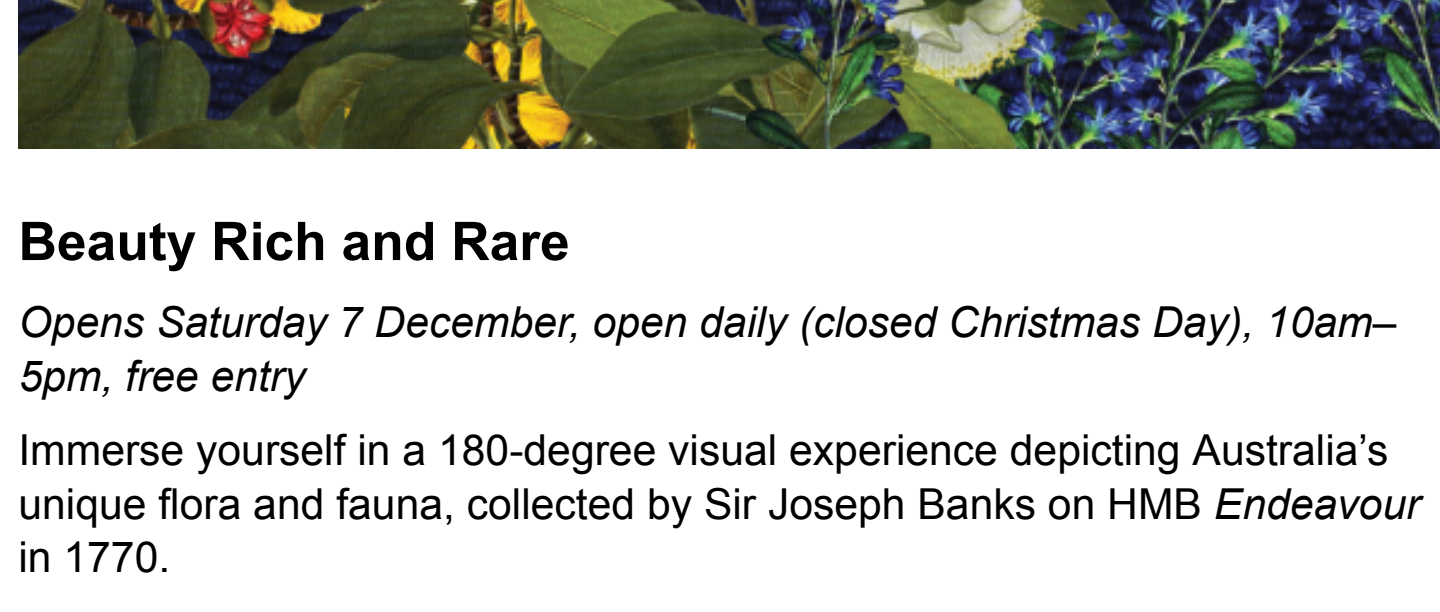 Beauty Rich and Rare
Opens Saturday 7 December, open daily (closed Christmas Day), 10am–
5pm, free entry
Immerse yourself in a 180-degree visual experience depicting Australia’s
unique flora and fauna, collected by Sir Joseph Banks on HMB Endeavour
in 1770.